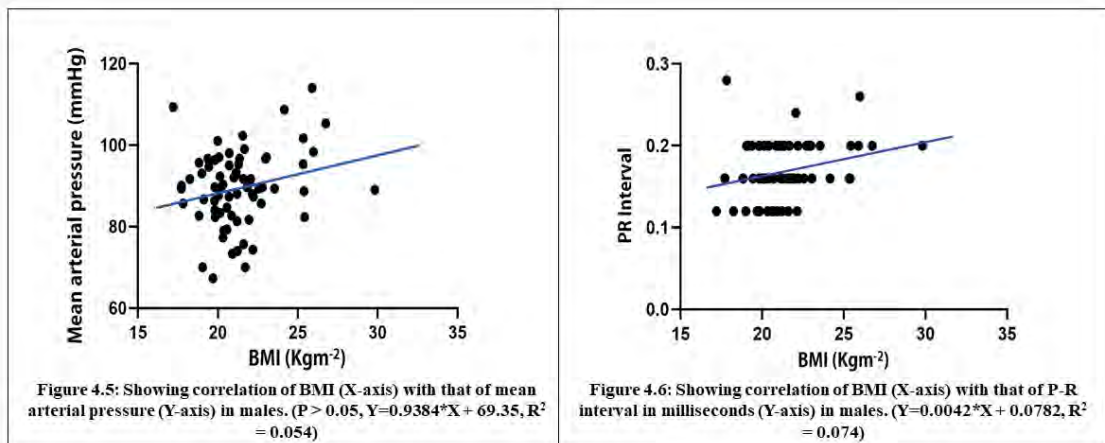 120
100
80
60
Mean arterial pressure (mmHg)
15 20 25 30 35
BMI (Kgm-2)
Figure 4.5: Showing correlation of BMI (X-axis) with that of mean
arterial pressure (Y-axis) in males. (P > 0.05, Y=0.9384*X + 69.35, R2
= 0.054)
0.3
0.2
0.1
0.0
PR Interval
15 20 25 30 35
BMI (Kgm-2)
Figure 4.6: Showing correlation of BMI (X-axis) with that of P-R
interval in milliseconds (Y-axis) in males. (Y=0.0042*X + 0.0782, R2
= 0.074)